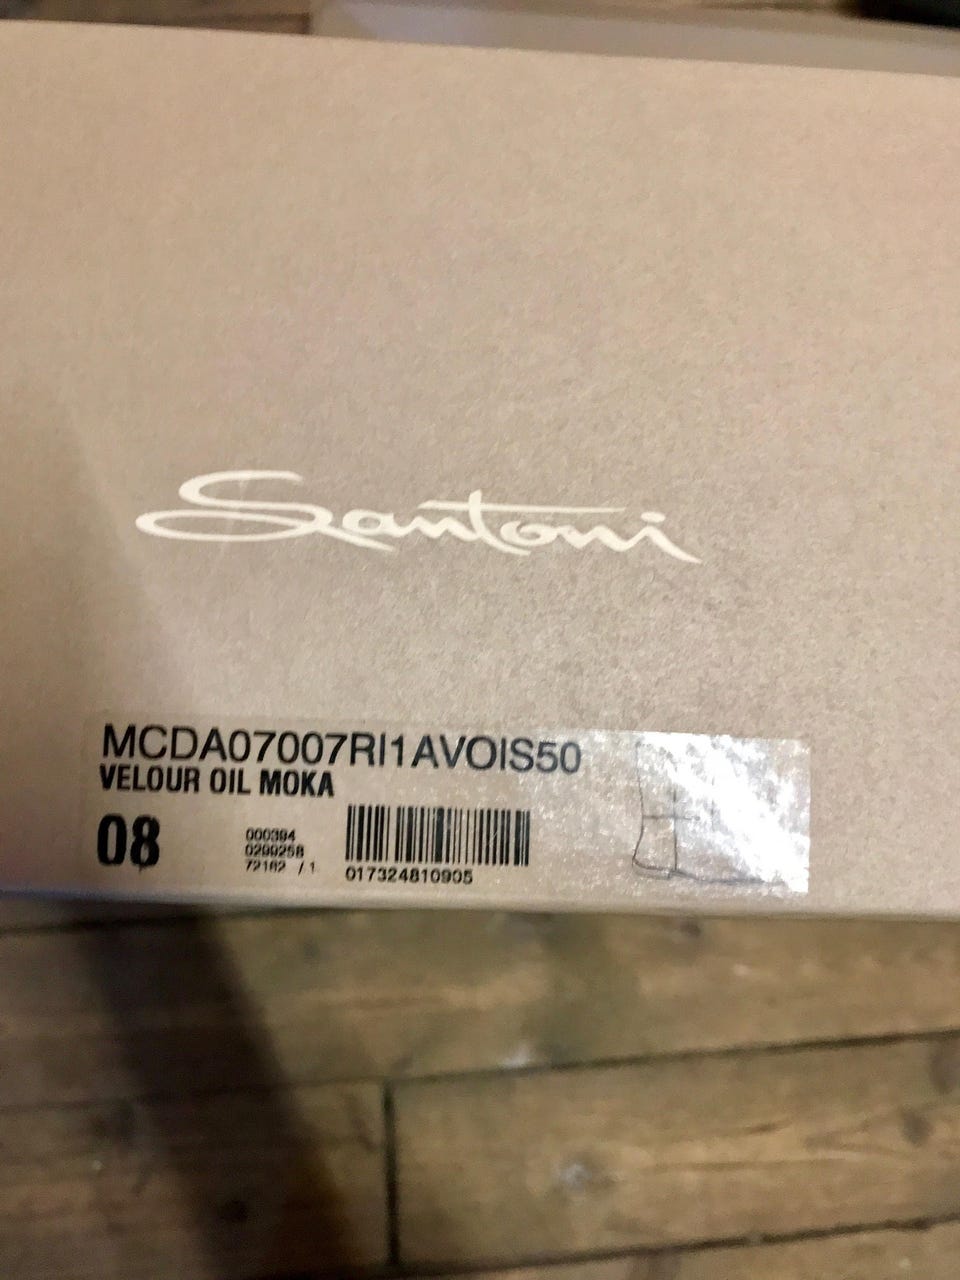 Santoni
MCDA07007RI1AVOIS50
VELOUR OIL MOKA
08
000394
0299258
72162 / 1
017324810905